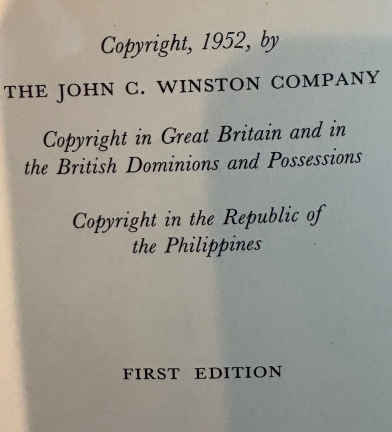 Copyright, 1952, by
THE JOHN C. WINSTON COMPANY
Copyright in Great Britain and in
the British Dominions and Possessions
Copyright in the Republic of
the Philippines
FIRST EDITION